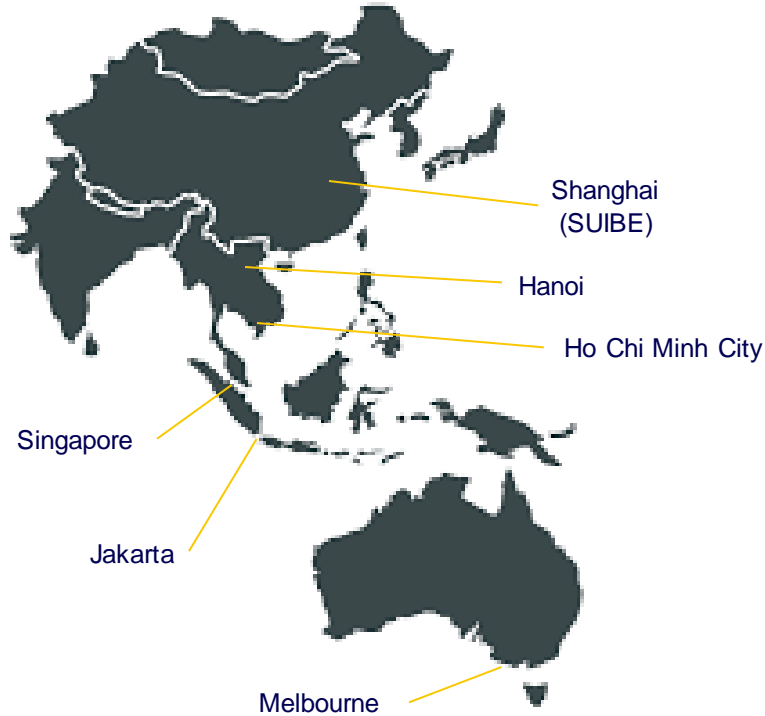 Shanghai
(SUIBE)
Hanoi
Ho Chi Minh City
Singapore
Jakarta
Melbourne